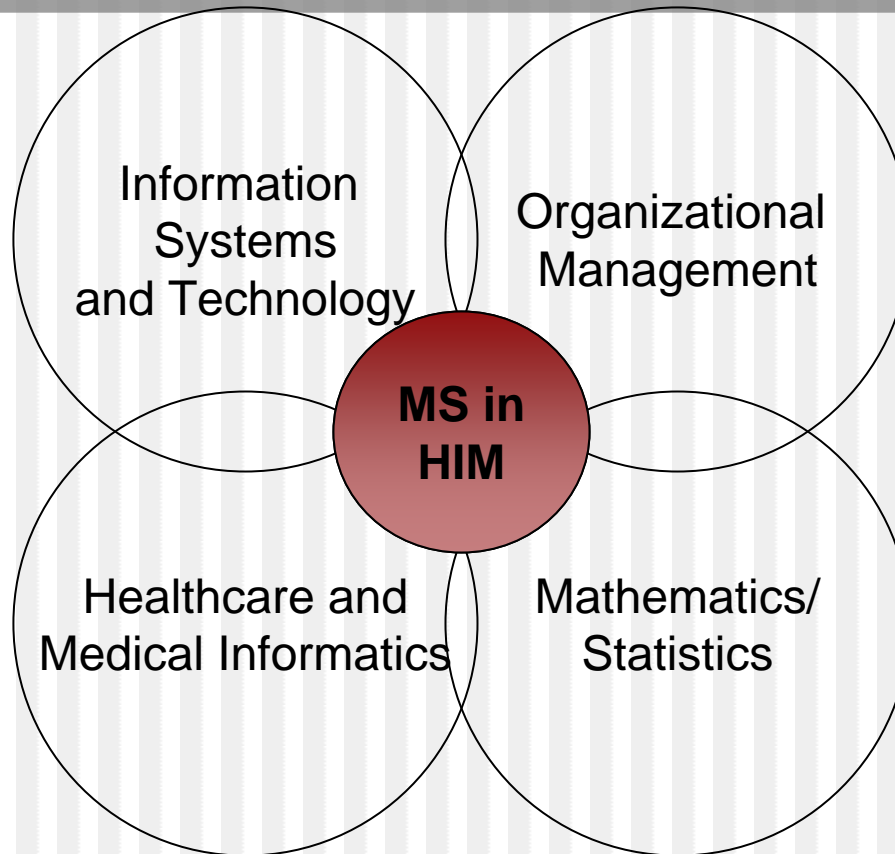 Information
Systems
and Technology
Organizational
Management
MS in
HIM
Healthcare and
Medical Informatics
Mathematics/
Statistics